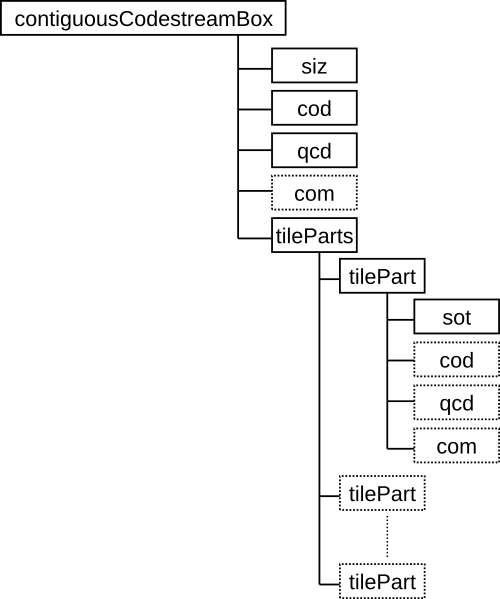 contiguousCodestreamBox
siz
cod
qcd
com
tileParts
tilePart
sot
cod
qcd
com
tilePart
tilePart